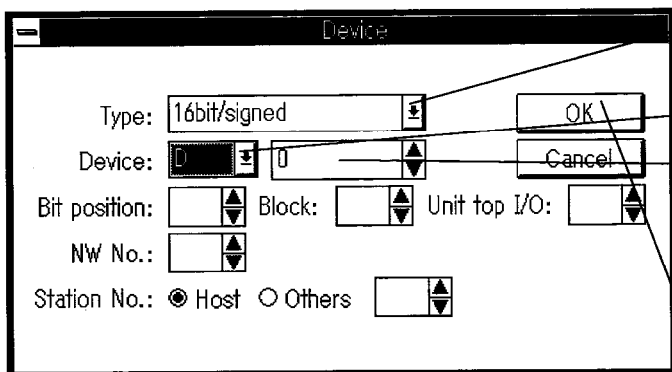 Device
Type: 16bit/signed OK
Device: D 0 Cancel
Bit position: Block: Unit top I/O:
NW No.:
Station No.: Host Others